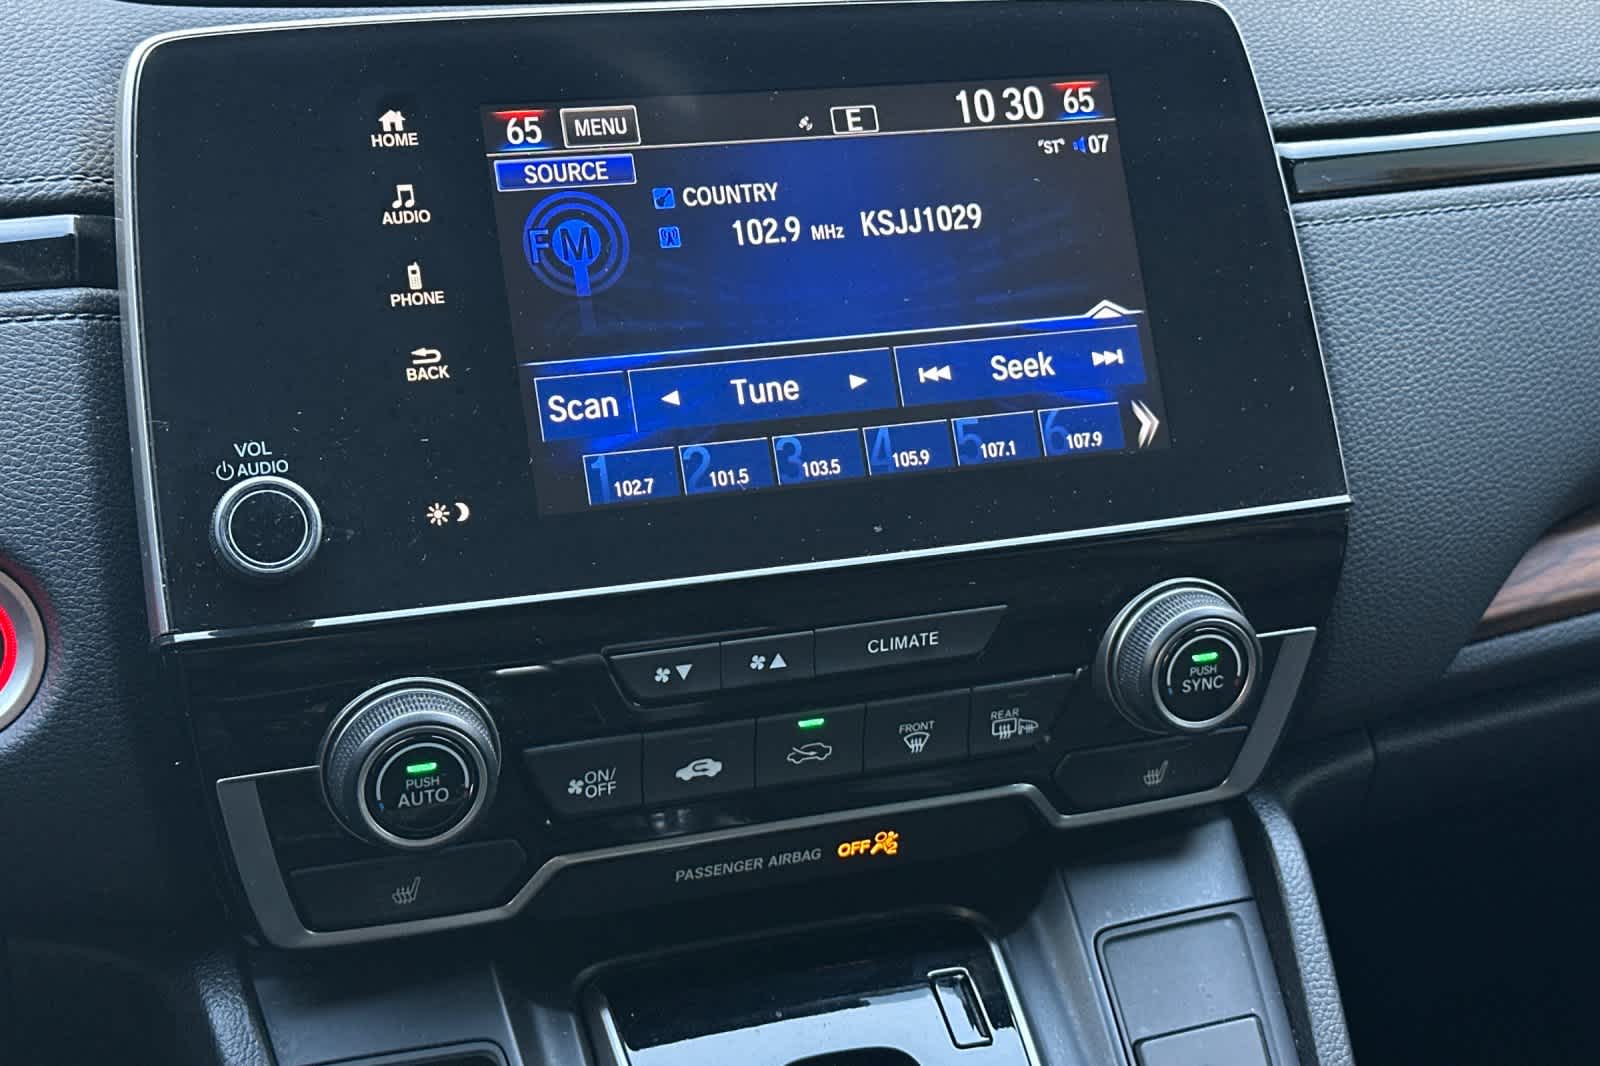 HOME
AUDIO
PHONE
BACK
VOL
AUDIO
65 MENU E 10 30 65
SOURCE "ST" 07
FM
COUNTRY
102.9 MHz KSJJ1029
Scan Tune Seek
1 102.7 2 101.5 3 103.5 4 105.9 5 107.1 6 107.9
CLIMATE
PUSH
AUTO
ON/
OFF
FRONT
REAR
PUSH
SYNC
PASSENGER AIRBAG OFF 2